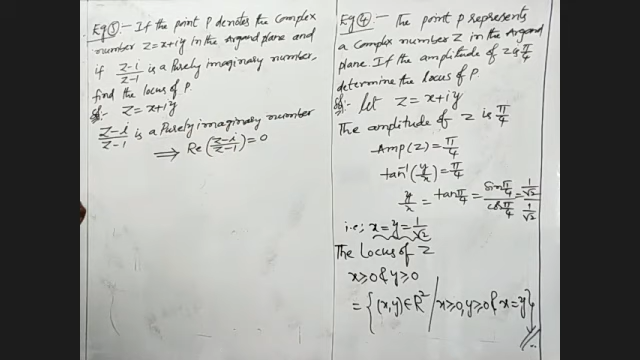 Eg ③:- If the point P denotes the complex
number z=x+iy in the Argand plane and
if z-i/z-1 is a Purely imaginary number,
find the locus of P.
Sol:- z=x+iy
z-i/z-1 is a Purely imaginary number
⟹ Re(z-i/z-1)=0
Eg ④:- The point P represents
a Complex number z in the Argand
plane. If the amplitude of z is π/4
determine the locus of P.
Sol:- let z=x+iy
The amplitude of z is π/4
Amp(z)=π/4
tan⁻¹(y/x)=π/4
y/x = tan π/4 = sin π/4 / cos π/4 = 1/√2 / 1/√2
i.e; x=y=1/√2
The Locus of z
x≥0 & y≥0
= {(x,y)∈R² / x≥0, y≥0 & x=y}